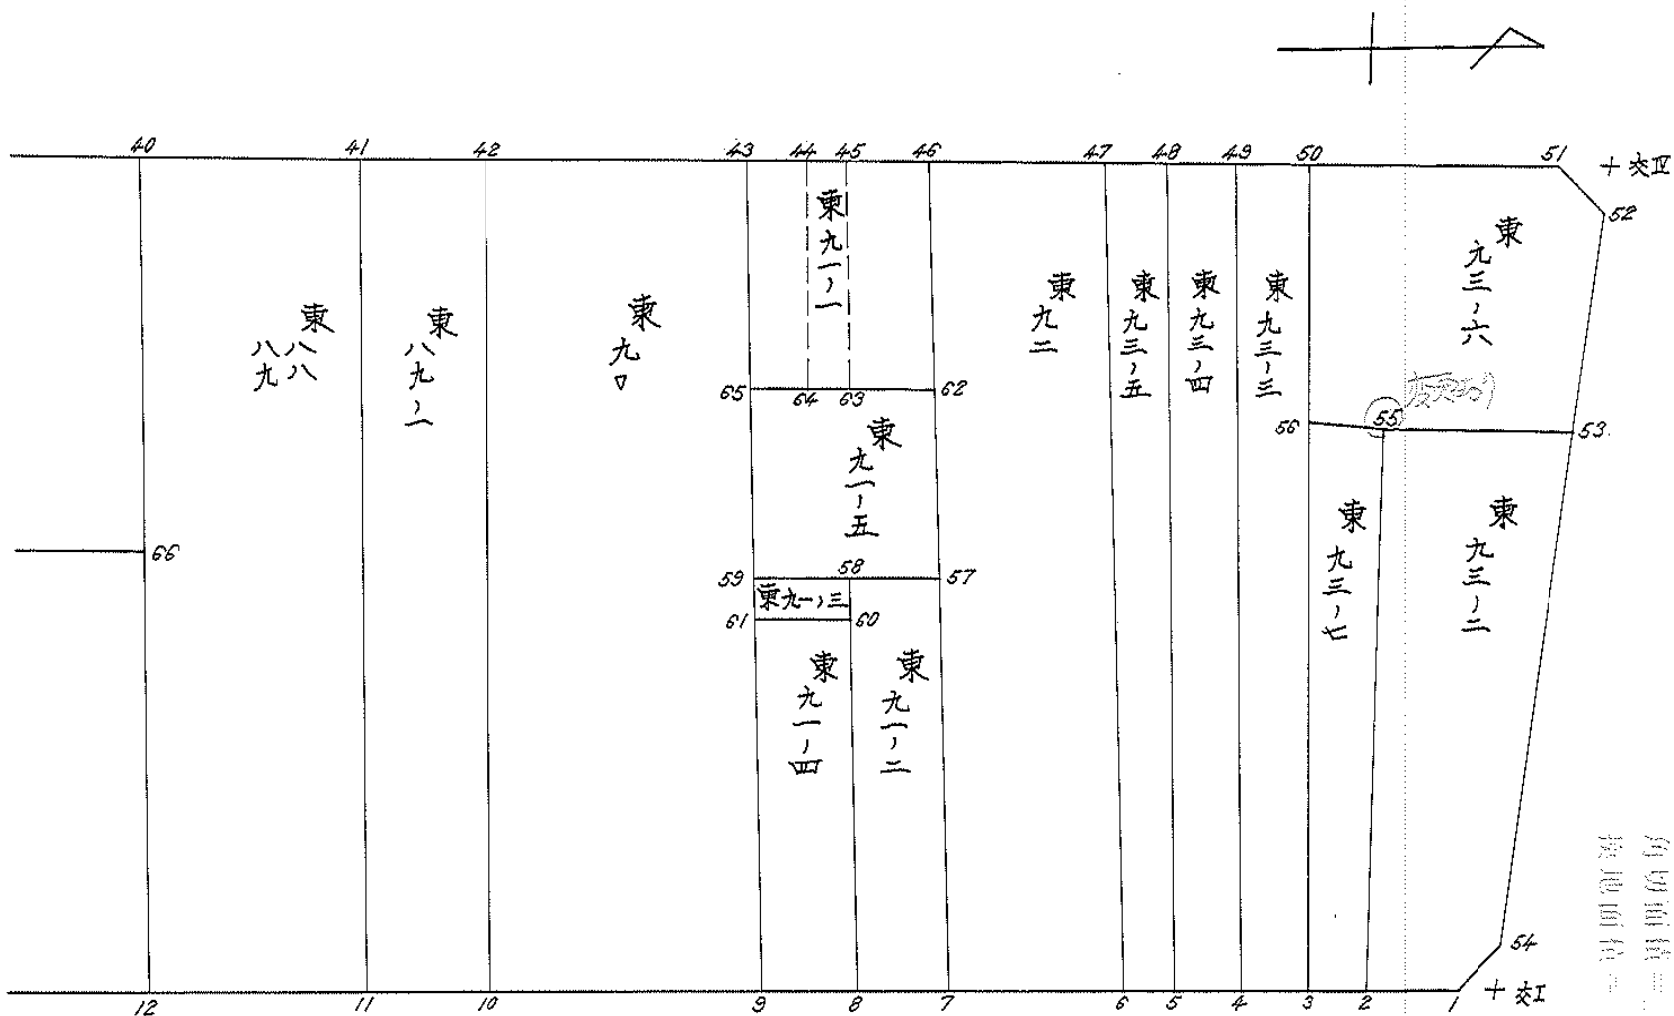 40 41 42 43 44 45 46 47 48 49 50 51
+ 交IV
52
東 九三ノ六
東 九三ノ三
東 九三ノ四
東 九三ノ五
東 九二
東 九一ノ一
東 九〇
東 八九ノ一
東 八八
八九
65 64 63 62
56 55 53
変更あり
東 九一ノ五
東 九三ノ二
東 九三ノ七
66
59 58 57
東九一ノ三
61 60
東 九一ノ二
東 九一ノ四
54
+ 交I
12 11 10 9 8 7 6 5 4 3 2 1